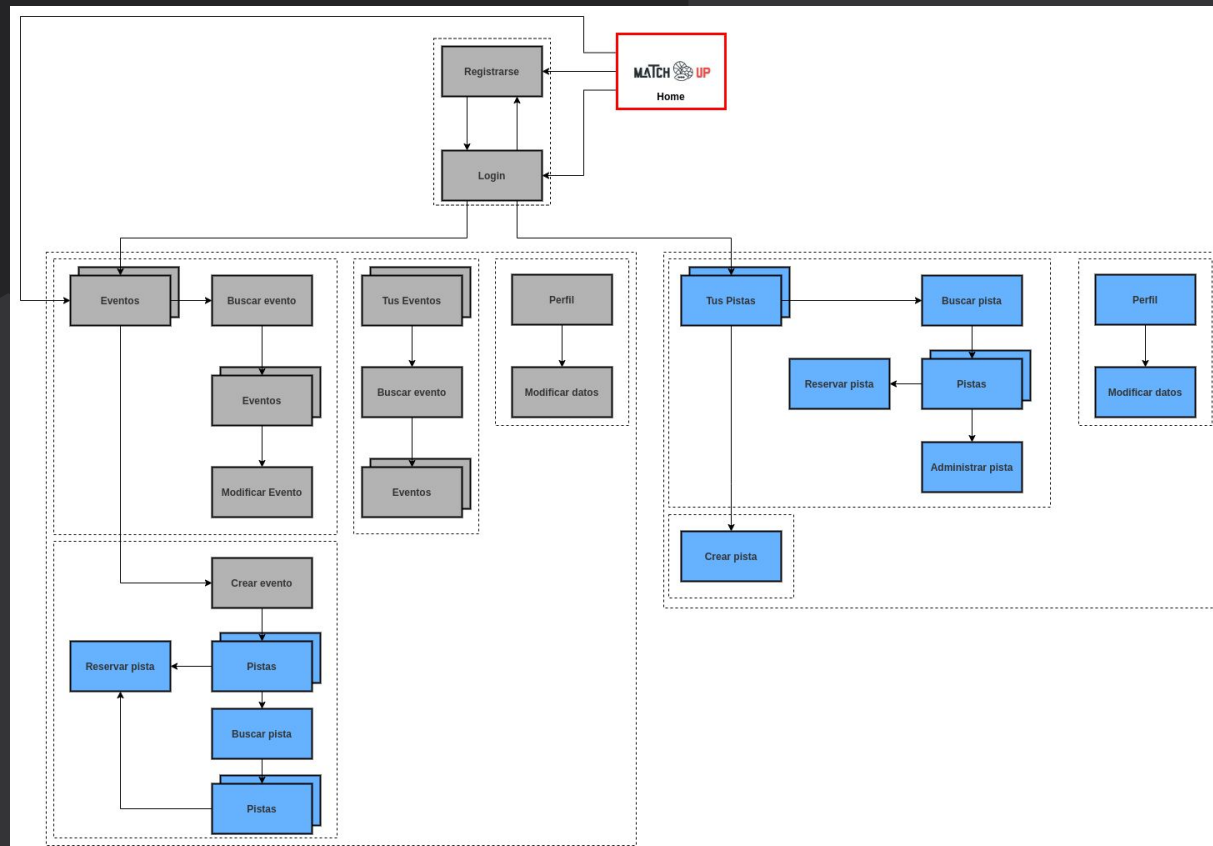 MATCH UP
Home
Registrarse
Login
Eventos
Buscar evento
Eventos
Modificar Evento
Tus Eventos
Buscar evento
Eventos
Perfil
Modificar datos
Crear evento
Reservar pista
Pistas
Buscar pista
Pistas
Tus Pistas
Buscar pista
Reservar pista
Pistas
Administrar pista
Crear pista
Perfil
Modificar datos